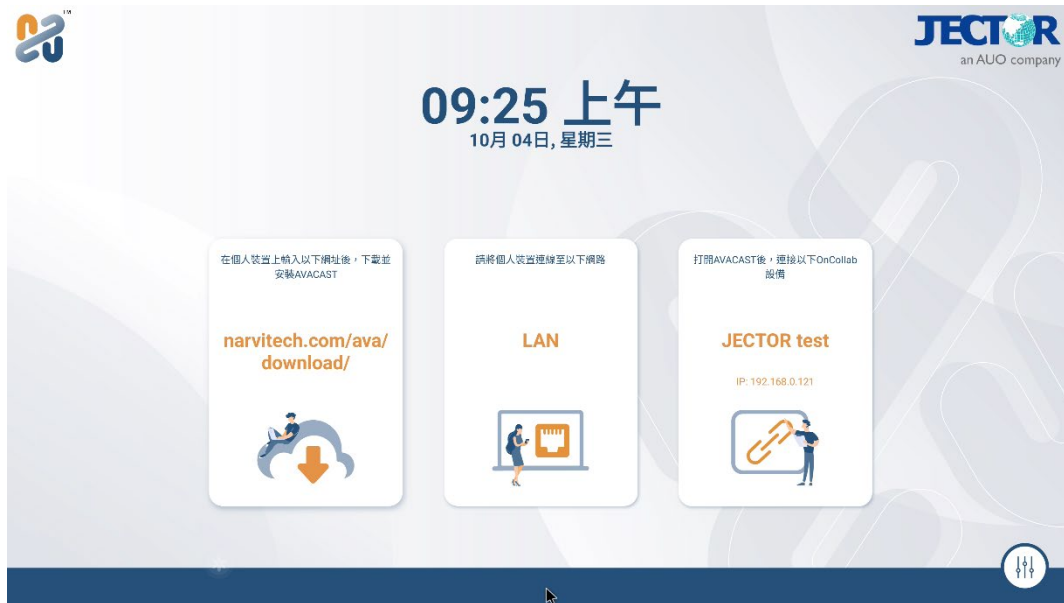 TM
JECTOR
an AUO company
09:25 上午
10月 04日, 星期三
在個人裝置上輸入以下網址後，下載並
安裝AVACAST
narvitech.com/ava/
download/
請將個人裝置連線至以下網路
LAN
打開AVACAST後，連接以下OnCollab
設備
JECTOR test
IP: 192.168.0.121